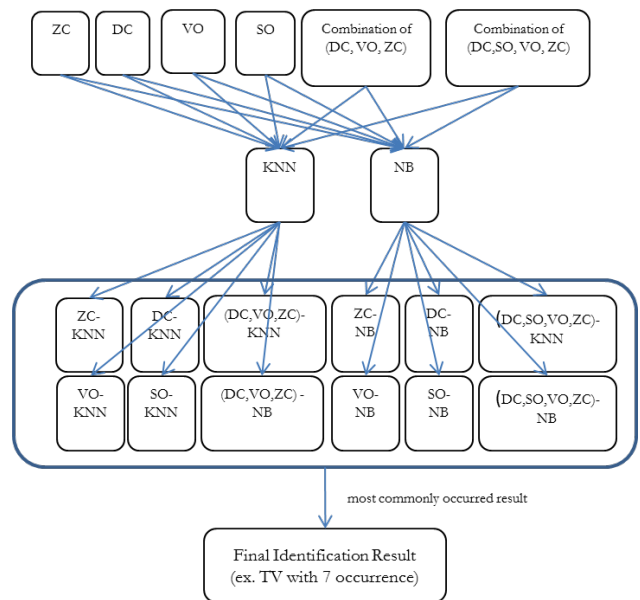 ZC
DC
VO
SO
Combination of
(DC, VO, ZC)
Combination of
(DC,SO, VO, ZC)
KNN
NB
ZC-
KNN
DC-
KNN
(DC,VO,ZC)-
KNN
ZC-
NB
DC-
NB
(DC,SO,VO,ZC)-
KNN
VO-
KNN
SO-
KNN
(DC,VO,ZC) -
NB
VO-
NB
SO-
NB
(DC,SO,VO,ZC)-
NB
most commonly occurred result
Final Identification Result
(ex. TV with 7 occurrence)